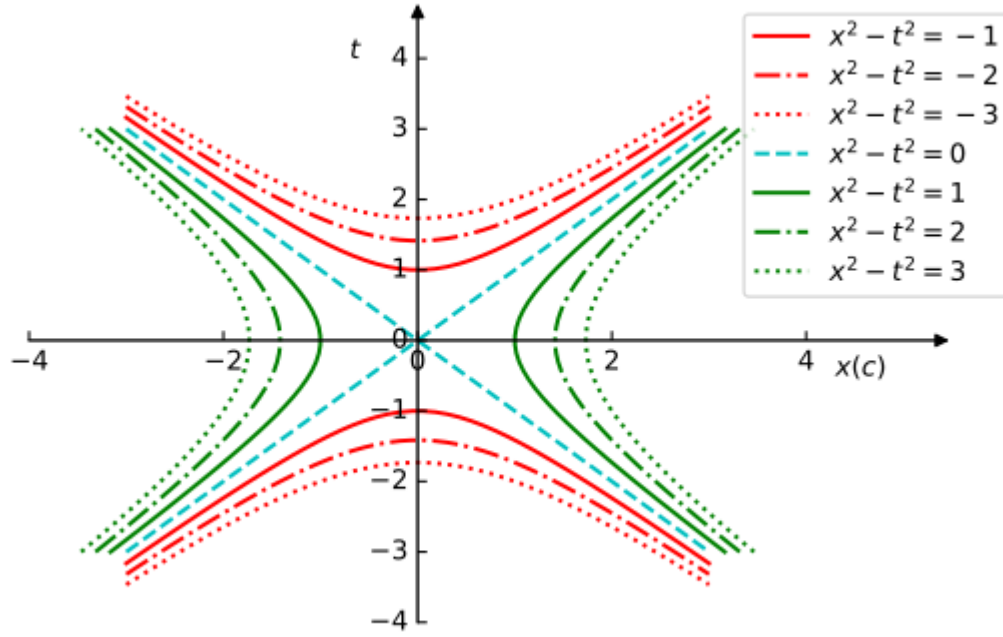 t
4
3
2
1
0
−1
−2
−3
−4
−4
−2
0
2
4
x(c)
x² − t² = −1
x² − t² = −2
x² − t² = −3
x² − t² = 0
x² − t² = 1
x² − t² = 2
x² − t² = 3